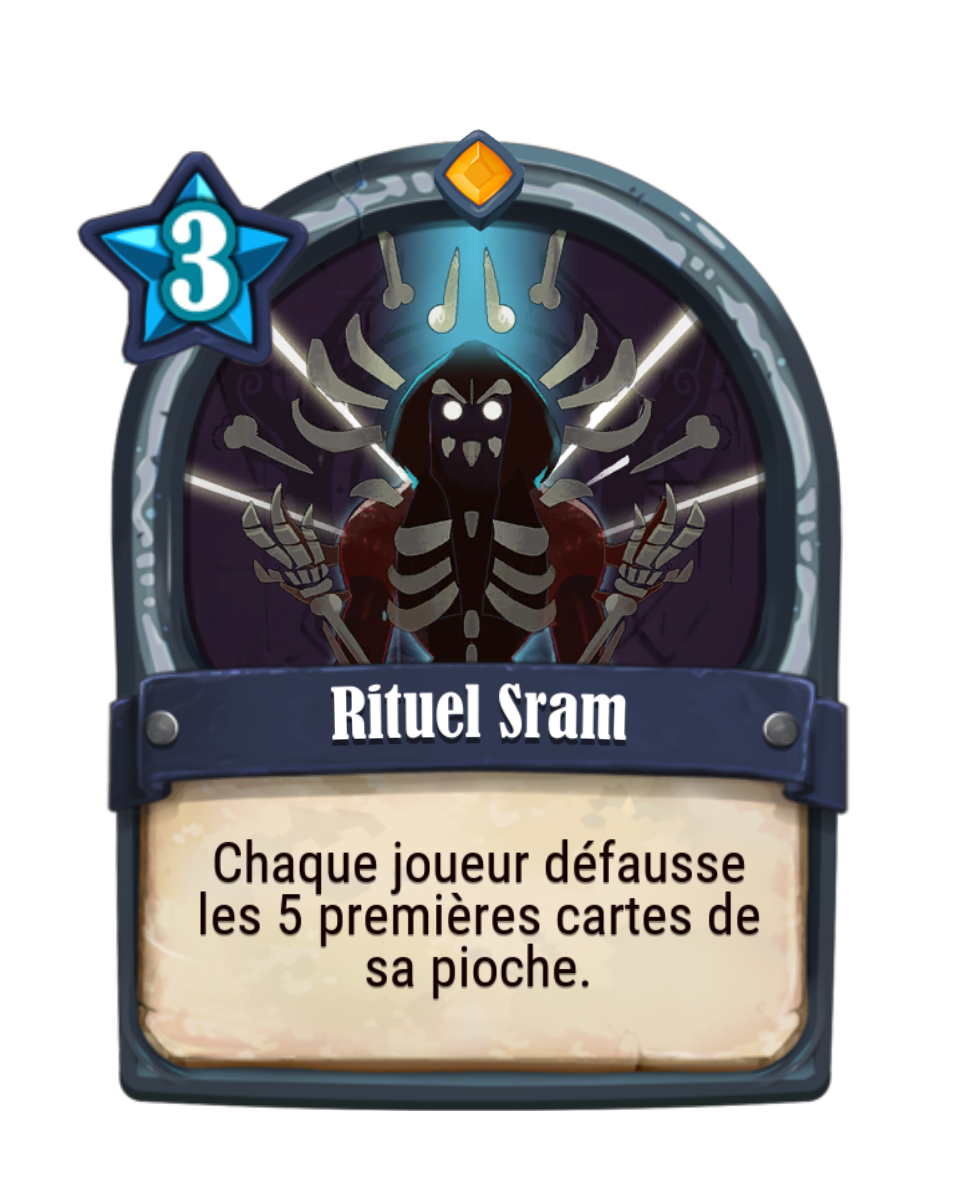 3
Rituel Sram
Chaque joueur défausse
les 5 premières cartes de
sa pioche.